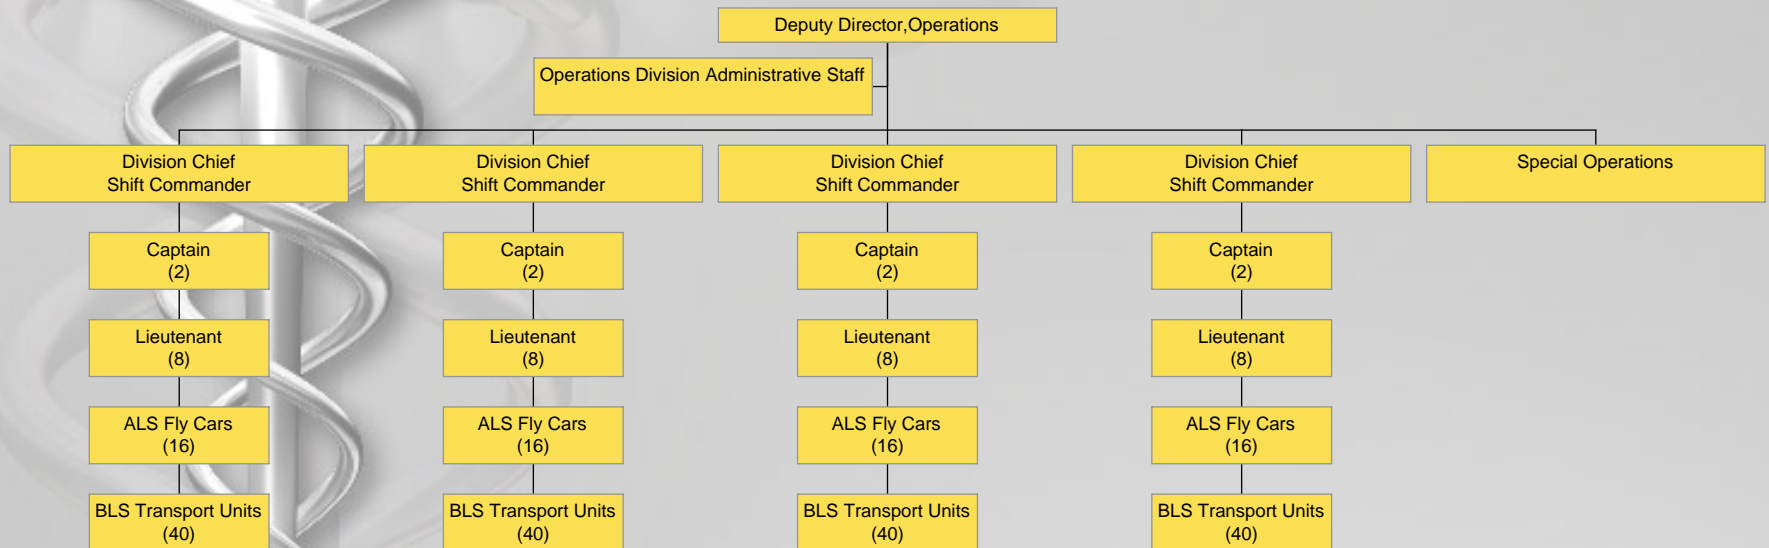 Deputy Director,Operations
Operations Division Administrative Staff
Division Chief
Shift Commander
Division Chief
Shift Commander
Division Chief
Shift Commander
Division Chief
Shift Commander
Special Operations
Captain
(2)
Captain
(2)
Captain
(2)
Captain
(2)
Lieutenant
(8)
Lieutenant
(8)
Lieutenant
(8)
Lieutenant
(8)
ALS Fly Cars
(16)
ALS Fly Cars
(16)
ALS Fly Cars
(16)
ALS Fly Cars
(16)
BLS Transport Units
(40)
BLS Transport Units
(40)
BLS Transport Units
(40)
BLS Transport Units
(40)